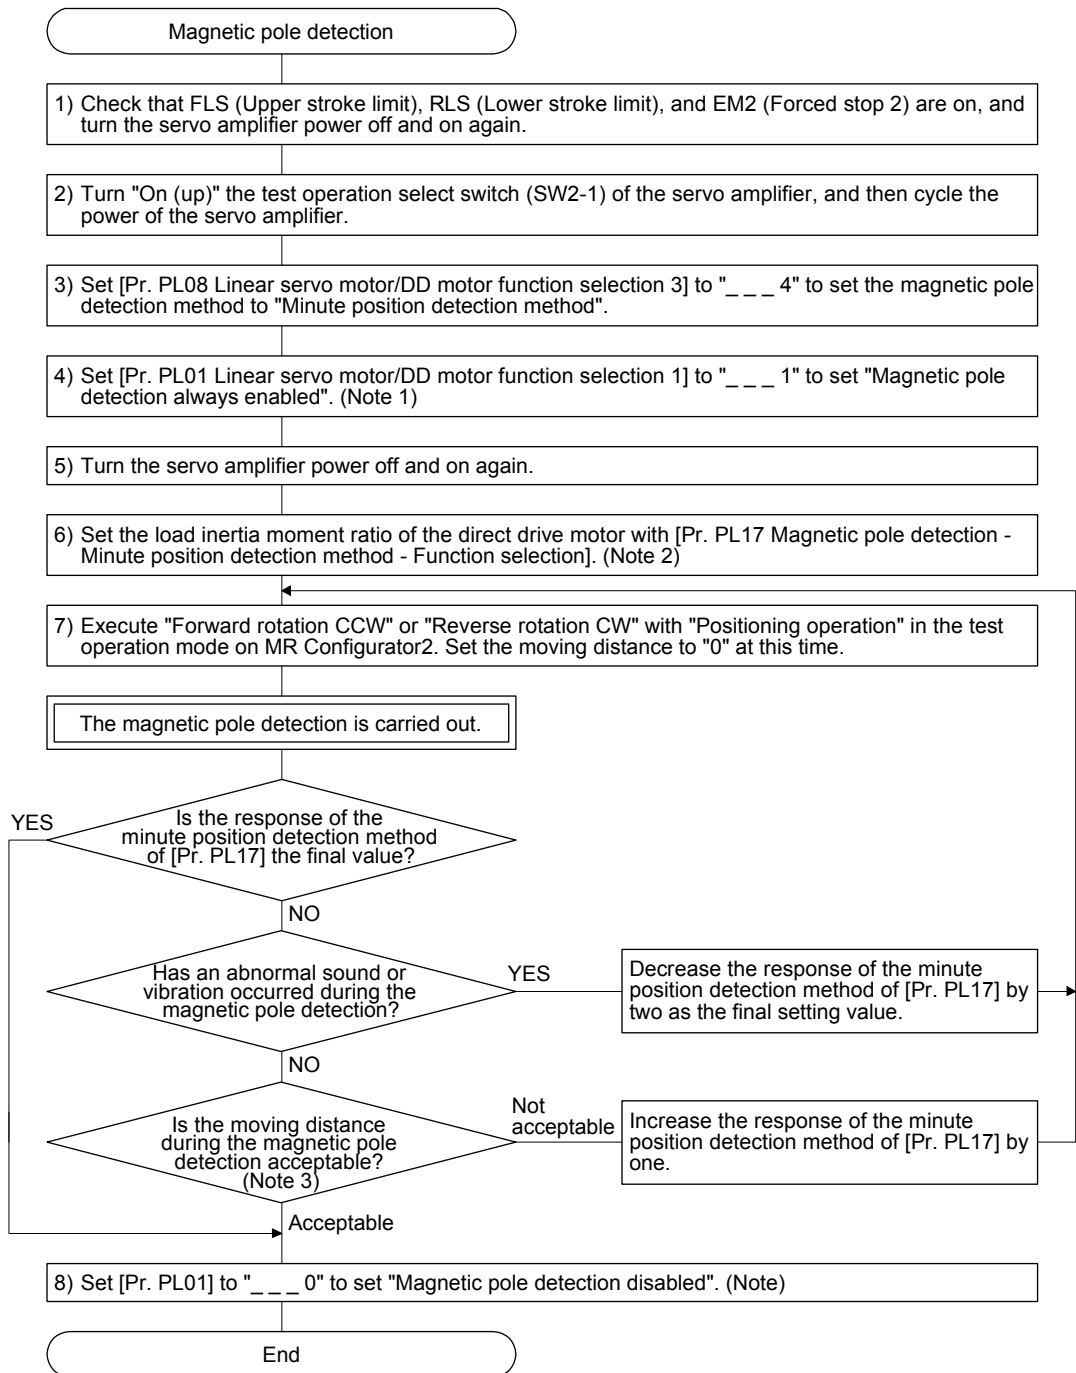 Magnetic pole detection
1) Check that FLS (Upper stroke limit), RLS (Lower stroke limit), and EM2 (Forced stop 2) are on, and
turn the servo amplifier power off and on again.
2) Turn "On (up)" the test operation select switch (SW2-1) of the servo amplifier, and then cycle the
power of the servo amplifier.
3) Set [Pr. PL08 Linear servo motor/DD motor function selection 3] to "_ _ _ 4" to set the magnetic pole
detection method to "Minute position detection method".
4) Set [Pr. PL01 Linear servo motor/DD motor function selection 1] to "_ _ _ 1" to set "Magnetic pole
detection always enabled". (Note 1)
5) Turn the servo amplifier power off and on again.
6) Set the load inertia moment ratio of the direct drive motor with [Pr. PL17 Magnetic pole detection -
Minute position detection method - Function selection]. (Note 2)
7) Execute "Forward rotation CCW" or "Reverse rotation CW" with "Positioning operation" in the test
operation mode on MR Configurator2. Set the moving distance to "0" at this time.
The magnetic pole detection is carried out.
Is the response of the
minute position detection method
of [Pr. PL17] the final value?
YES
NO
Has an abnormal sound or
vibration occurred during the
magnetic pole detection?
YES
Decrease the response of the minute
position detection method of [Pr. PL17] by
two as the final setting value.
NO
Is the moving distance
during the magnetic pole
detection acceptable?
(Note 3)
Not
acceptable
Increase the response of the minute
position detection method of [Pr. PL17] by
one.
Acceptable
8) Set [Pr. PL01] to "_ _ _ 0" to set "Magnetic pole detection disabled". (Note)
End